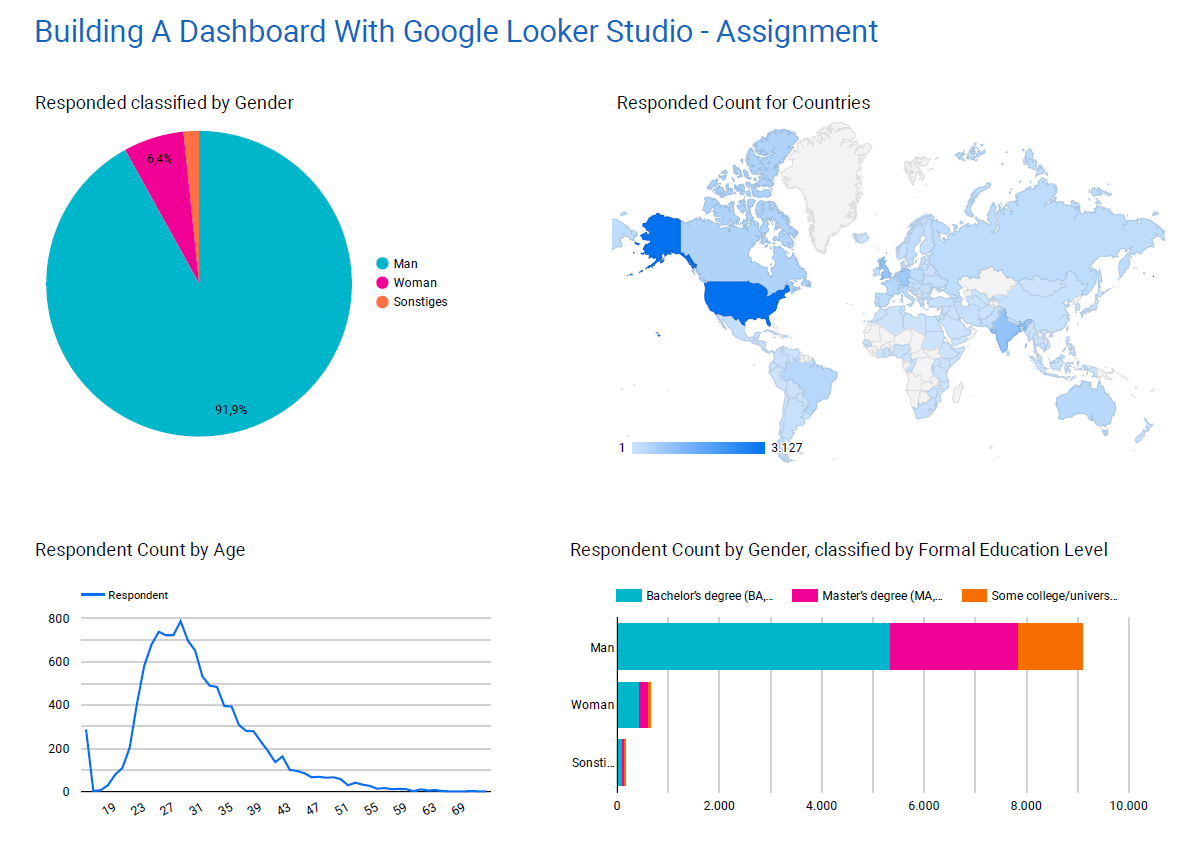 Building A Dashboard With Google Looker Studio - Assignment
Responded classified by Gender
6,4%
91,9%
Man
Woman
Sonstiges
Responded Count for Countries
1 3.127
Respondent Count by Age
Respondent
800
600
400
200
0
19 23 27 31 35 39 43 47 51 55 59 63 69
Respondent Count by Gender, classified by Formal Education Level
Bachelor's degree (BA,... Master's degree (MA,... Some college/univers...
Man
Woman
Sonsti...
0 2.000 4.000 6.000 8.000 10.000